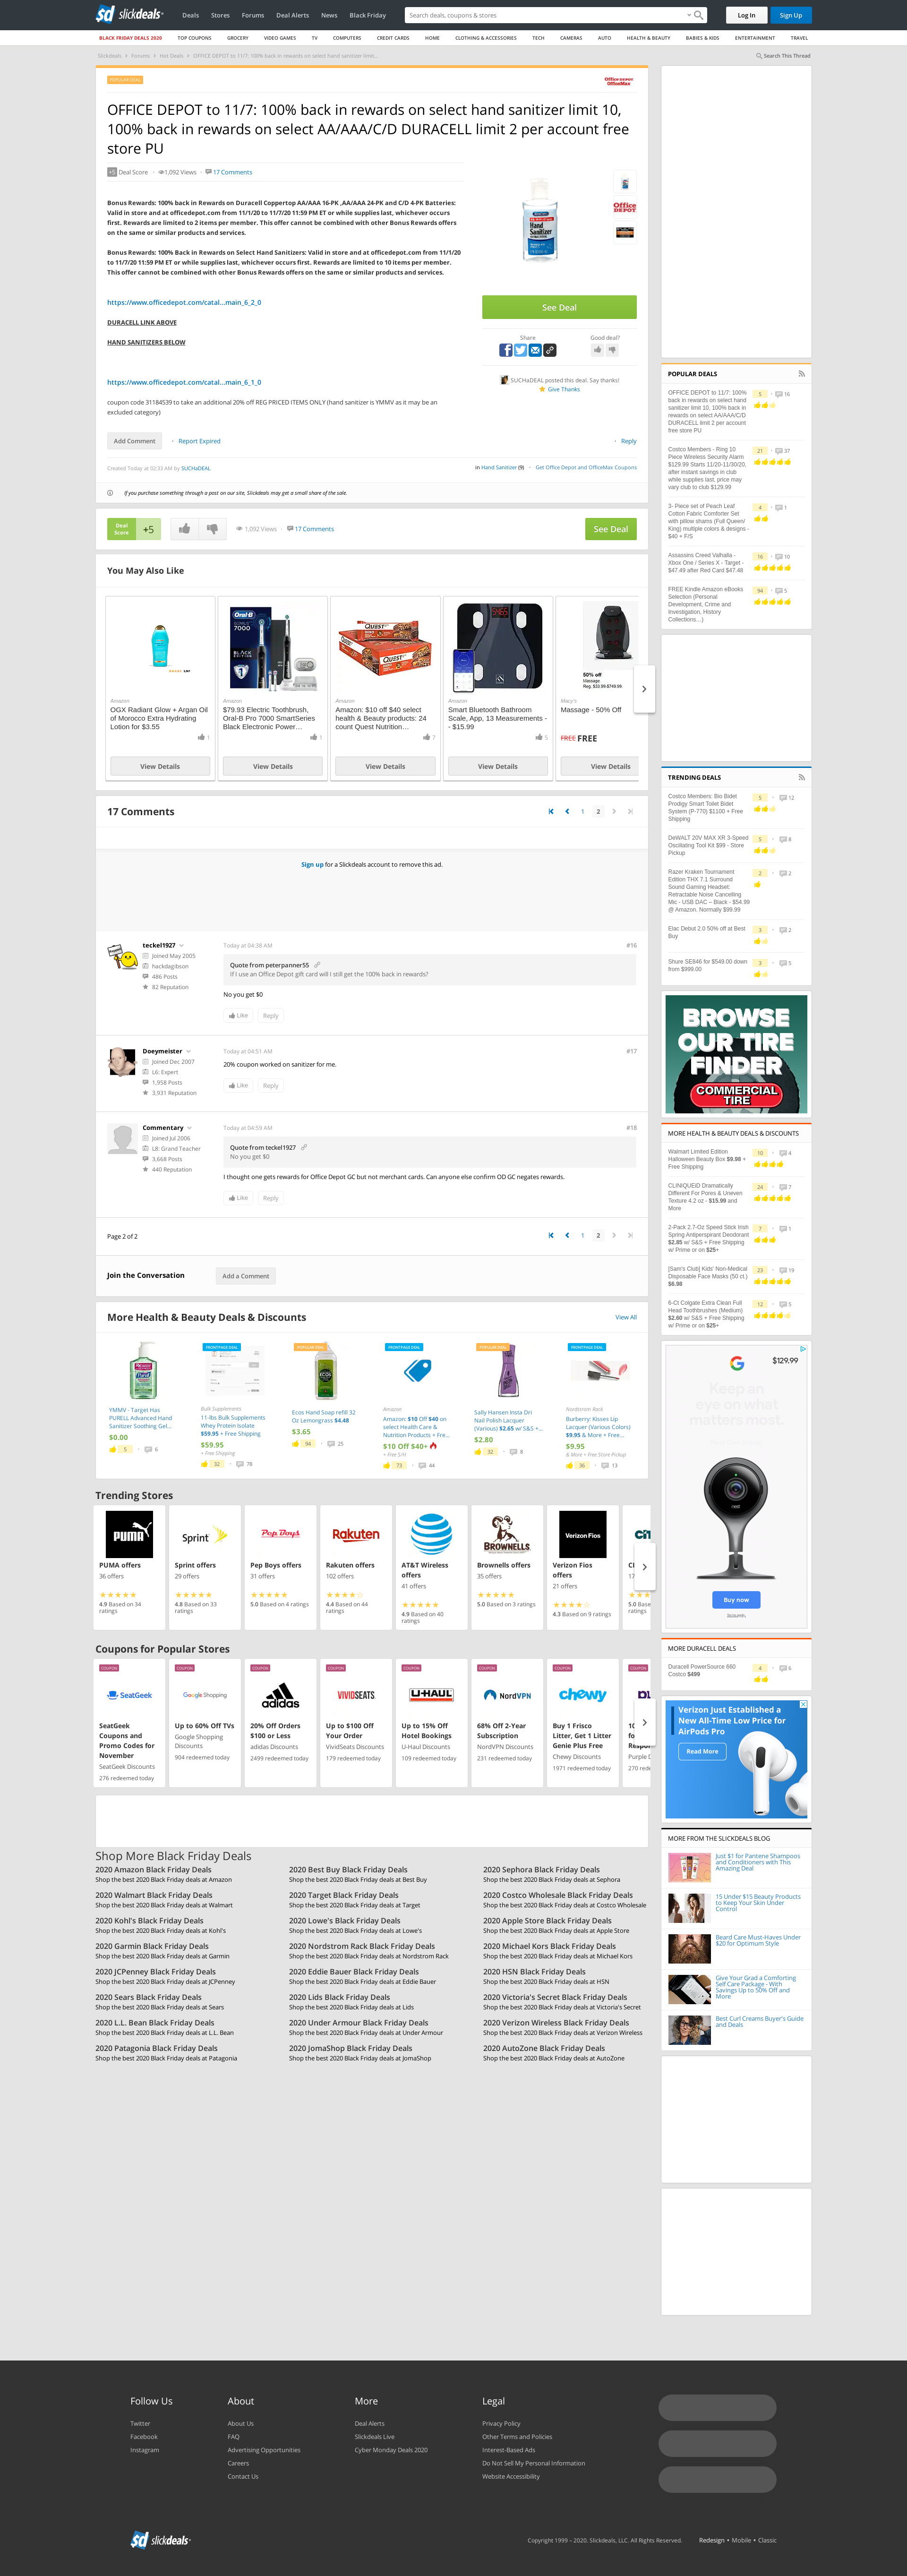 sd slickdeals
Deals Stores Forums Deal Alerts News Black Friday
Search deals, coupons & stores
Log In Sign Up
BLACK FRIDAY DEALS 2020 TOP COUPONS GROCERY VIDEO GAMES TV COMPUTERS CREDIT CARDS HOME CLOTHING & ACCESSORIES TECH CAMERAS AUTO HEALTH & BEAUTY BABIES & KIDS ENTERTAINMENT TRAVEL
Slickdeals Forums Hot Deals OFFICE DEPOT to 11/7: 100% back in rewards on select hand sanitizer limit...
Search This Thread
POPULAR DEAL
Office DEPOT OfficeMax
OFFICE DEPOT to 11/7: 100% back in rewards on select hand sanitizer limit 10,
100% back in rewards on select AA/AAA/C/D DURACELL limit 2 per account free
store PU
+5 Deal Score 1,092 Views 17 Comments
Bonus Rewards: 100% back in Rewards on Duracell Coppertop AA/AAA 16-PK ,AA/AAA 24-PK and C/D 4-PK Batteries:
Valid in store and at officedepot.com from 11/1/20 to 11/7/20 11:59 PM ET or while supplies last, whichever occurs
first. Rewards are limited to 2 items per member. This offer cannot be combined with other Bonus Rewards offers
on the same or similar products and services.
Bonus Rewards: 100% Back in Rewards on Select Hand Sanitizers: Valid in store and at officedepot.com from 11/1/20
to 11/7/20 11:59 PM ET or while supplies last, whichever occurs first. Rewards are limited to 10 items per member.
This offer cannot be combined with other Bonus Rewards offers on the same or similar products and services.
https://www.officedepot.com/catal...main_6_2_0
DURACELL LINK ABOVE
HAND SANITIZERS BELOW
https://www.officedepot.com/catal...main_6_1_0
coupon code 31184539 to take an additional 20% off REG PRICED ITEMS ONLY (hand sanitizer is YMMV as it may be an
excluded category)
Hand Sanitizer
Office DEPOT
See Deal
Share Good deal?
SUCHaDEAL posted this deal. Say thanks!
Give Thanks
Add Comment Report Expired Reply
Created Today at 02:33 AM by SUCHaDEAL
in Hand Sanitizer (9) Get Office Depot and OfficeMax Coupons
If you purchase something through a post on our site, Slickdeals may get a small share of the sale.
Deal Score +5 1,092 Views 17 Comments See Deal
You May Also Like
Amazon
OGX Radiant Glow + Argan Oil
of Morocco Extra Hydrating
Lotion for $3.55
1
View Details
Oral-B
7000
BLACK EDITION
Amazon
$79.93 Electric Toothbrush,
Oral-B Pro 7000 SmartSeries
Black Electronic Power…
1
View Details
QUEST
Amazon
Amazon: $10 off $40 select
health & Beauty products: 24
count Quest Nutrition…
7
View Details
Amazon
Smart Bluetooth Bathroom
Scale, App, 13 Measurements -
- $15.99
5
View Details
50% off
Massage.
Reg. $33.99-$749.99.
Macy's
Massage - 50% Off
FREE FREE
View Details
17 Comments
1 2
Sign up for a Slickdeals account to remove this ad.
teckel1927
Joined May 2005
hackdagibson
486 Posts
82 Reputation
Today at 04:38 AM #16
Quote from peterpanner55
If I use an Office Depot gift card will I still get the 100% back in rewards?
No you get $0
Like Reply
Doeymeister
Joined Dec 2007
L6: Expert
1,958 Posts
3,931 Reputation
Today at 04:51 AM #17
20% coupon worked on sanitizer for me.
Like Reply
Commentary
Joined Jul 2006
L8: Grand Teacher
3,668 Posts
440 Reputation
Today at 04:59 AM #18
Quote from teckel1927
No you get $0
I thought one gets rewards for Office Depot GC but not merchant cards. Can anyone else confirm OD GC negates rewards.
Like Reply
Page 2 of 2
1 2
Join the Conversation Add a Comment
More Health & Beauty Deals & Discounts View All
YMMV - Target Has
PURELL Advanced Hand
Sanitizer Soothing Gel...
$0.00
5 6
FRONTPAGE DEAL
Bulk Supplements
11-lbs Bulk Supplements
Whey Protein Isolate
$59.95 + Free Shipping
$59.95
+ Free Shipping
32 78
POPULAR DEAL
Ecos Hand Soap refill 32
Oz Lemongrass $4.48
$3.65
94 25
FRONTPAGE DEAL
Amazon
Amazon: $10 Off $40 on
select Health Care &
Nutrition Products + Fre...
$10 Off $40+
+ Free S/H
73 44
POPULAR DEAL
Sally Hansen Insta Dri
Nail Polish Lacquer
(Various) $2.65 w/ S&S +...
$2.80
32 8
FRONTPAGE DEAL
Nordstrom Rack
Burberry: Kisses Lip
Lacquer (Various Colors)
$9.95 & More + Free...
$9.95
& More + Free Store Pickup
36 13
Trending Stores
PUMA
PUMA offers
36 offers
4.9 Based on 34
ratings
Sprint
Sprint offers
29 offers
4.8 Based on 33
ratings
Pep Boys
Pep Boys offers
31 offers
5.0 Based on 4 ratings
Rakuten
Rakuten offers
102 offers
4.4 Based on 44
ratings
AT&T Wireless
offers
41 offers
4.9 Based on 40
ratings
BROWNELLS
Brownells offers
35 offers
5.0 Based on 3 ratings
Verizon Fios
Verizon Fios
offers
21 offers
4.3 Based on 9 ratings
Coupons for Popular Stores
COUPON
SeatGeek
SeatGeek
Coupons and
Promo Codes for
November
SeatGeek Discounts
276 redeemed today
COUPON
Google Shopping
Up to 60% Off TVs
Google Shopping
Discounts
904 redeemed today
COUPON
adidas
20% Off Orders
$100 or Less
adidas Discounts
2499 redeemed today
COUPON
VIVIDSEATS
Up to $100 Off
Your Order
VividSeats Discounts
179 redeemed today
COUPON
U-HAUL
Up to 15% Off
Hotel Bookings
U-Haul Discounts
109 redeemed today
COUPON
NordVPN
68% Off 2-Year
Subscription
NordVPN Discounts
231 redeemed today
COUPON
chewy
Buy 1 Frisco
Litter, Get 1 Litter
Genie Plus Free
Chewy Discounts
1971 redeemed today
COUPON
Shop More Black Friday Deals
2020 Amazon Black Friday Deals
Shop the best 2020 Black Friday deals at Amazon
2020 Best Buy Black Friday Deals
Shop the best 2020 Black Friday deals at Best Buy
2020 Sephora Black Friday Deals
Shop the best 2020 Black Friday deals at Sephora
2020 Walmart Black Friday Deals
Shop the best 2020 Black Friday deals at Walmart
2020 Target Black Friday Deals
Shop the best 2020 Black Friday deals at Target
2020 Costco Wholesale Black Friday Deals
Shop the best 2020 Black Friday deals at Costco Wholesale
2020 Kohl's Black Friday Deals
Shop the best 2020 Black Friday deals at Kohl's
2020 Lowe's Black Friday Deals
Shop the best 2020 Black Friday deals at Lowe's
2020 Apple Store Black Friday Deals
Shop the best 2020 Black Friday deals at Apple Store
2020 Garmin Black Friday Deals
Shop the best 2020 Black Friday deals at Garmin
2020 Nordstrom Rack Black Friday Deals
Shop the best 2020 Black Friday deals at Nordstrom Rack
2020 Michael Kors Black Friday Deals
Shop the best 2020 Black Friday deals at Michael Kors
2020 JCPenney Black Friday Deals
Shop the best 2020 Black Friday deals at JCPenney
2020 Eddie Bauer Black Friday Deals
Shop the best 2020 Black Friday deals at Eddie Bauer
2020 HSN Black Friday Deals
Shop the best 2020 Black Friday deals at HSN
2020 Sears Black Friday Deals
Shop the best 2020 Black Friday deals at Sears
2020 Lids Black Friday Deals
Shop the best 2020 Black Friday deals at Lids
2020 Victoria's Secret Black Friday Deals
Shop the best 2020 Black Friday deals at Victoria's Secret
2020 L.L. Bean Black Friday Deals
Shop the best 2020 Black Friday deals at L.L. Bean
2020 Under Armour Black Friday Deals
Shop the best 2020 Black Friday deals at Under Armour
2020 Verizon Wireless Black Friday Deals
Shop the best 2020 Black Friday deals at Verizon Wireless
2020 Patagonia Black Friday Deals
Shop the best 2020 Black Friday deals at Patagonia
2020 JomaShop Black Friday Deals
Shop the best 2020 Black Friday deals at JomaShop
2020 AutoZone Black Friday Deals
Shop the best 2020 Black Friday deals at AutoZone
POPULAR DEALS
OFFICE DEPOT to 11/7: 100%
back in rewards on select hand
sanitizer limit 10, 100% back in
rewards on select AA/AAA/C/D
DURACELL limit 2 per account
free store PU
5 16
Costco Members - Ring 10
Piece Wireless Security Alarm
$129.99 Starts 11/20-11/30/20,
after instant savings in club
while supplies last, price may
vary club to club $129.99
21 37
3- Piece set of Peach Leaf
Cotton Fabric Comforter Set
with pillow shams (Full Queen/
King) multiple colors & designs -
$40 + F/S
4 1
Assassins Creed Valhalla -
Xbox One / Series X - Target -
$47.49 after Red Card $47.48
16 10
FREE Kindle Amazon eBooks
Selection (Personal
Development, Crime and
Investigation, History
Collections...)
94 5
TRENDING DEALS
Costco Members: Bio Bidet
Prodigy Smart Toilet Bidet
System (P-770) $1100 + Free
Shipping
5 12
DeWALT 20V MAX XR 3-Speed
Oscillating Tool Kit $99 - Store
Pickup
5 8
Razer Kraken Tournament
Edition THX 7.1 Surround
Sound Gaming Headset:
Retractable Noise Cancelling
Mic - USB DAC – Black - $54.99
@ Amazon. Normally $99.99
2 2
Elac Debut 2.0 50% off at Best
Buy
3 2
Shure SE846 for $549.00 down
from $999.00
3 5
BROWSE
OUR TIRE
FINDER
COMMERCIAL
TIRE
MORE HEALTH & BEAUTY DEALS & DISCOUNTS
Walmart Limited Edition
Halloween Beauty Box $9.98 +
Free Shipping
10 4
CLINIQUEID Dramatically
Different For Pores & Uneven
Texture 4.2 oz - $15.99 and
More
24 7
2-Pack 2.7-Oz Speed Stick Irish
Spring Antiperspirant Deodorant
$2.85 w/ S&S + Free Shipping
w/ Prime or on $25+
7 1
[Sam's Club] Kids' Non-Medical
Disposable Face Masks (50 ct.)
$6.98
23 19
6-Ct Colgate Extra Clean Full
Head Toothbrushes (Medium)
$2.60 w/ S&S + Free Shipping
w/ Prime or on $25+
12 5
$129.99
Keep an
eye on what
matters most.
nest
Buy now
MORE DURACELL DEALS
Duracell PowerSource 660
Costco $499
4 6
Verizon Just Established a
New All-Time Low Price for
AirPods Pro
Read More
MORE FROM THE SLICKDEALS BLOG
Just $1 for Pantene Shampoos
and Conditioners with This
Amazing Deal
15 Under $15 Beauty Products
to Keep Your Skin Under
Control
Beard Care Must-Haves Under
$20 for Optimum Style
Give Your Grad a Comforting
Self Care Package - With
Savings Up to 50% Off and
More
Best Curl Creams Buyer's Guide
and Deals
Follow Us
Twitter
Facebook
Instagram
About
About Us
FAQ
Advertising Opportunities
Careers
Contact Us
More
Deal Alerts
Slickdeals Live
Cyber Monday Deals 2020
Legal
Privacy Policy
Other Terms and Policies
Interest-Based Ads
Do Not Sell My Personal Information
Website Accessibility
sd slickdeals
Copyright 1999 – 2020. Slickdeals, LLC. All Rights Reserved. Redesign • Mobile • Classic